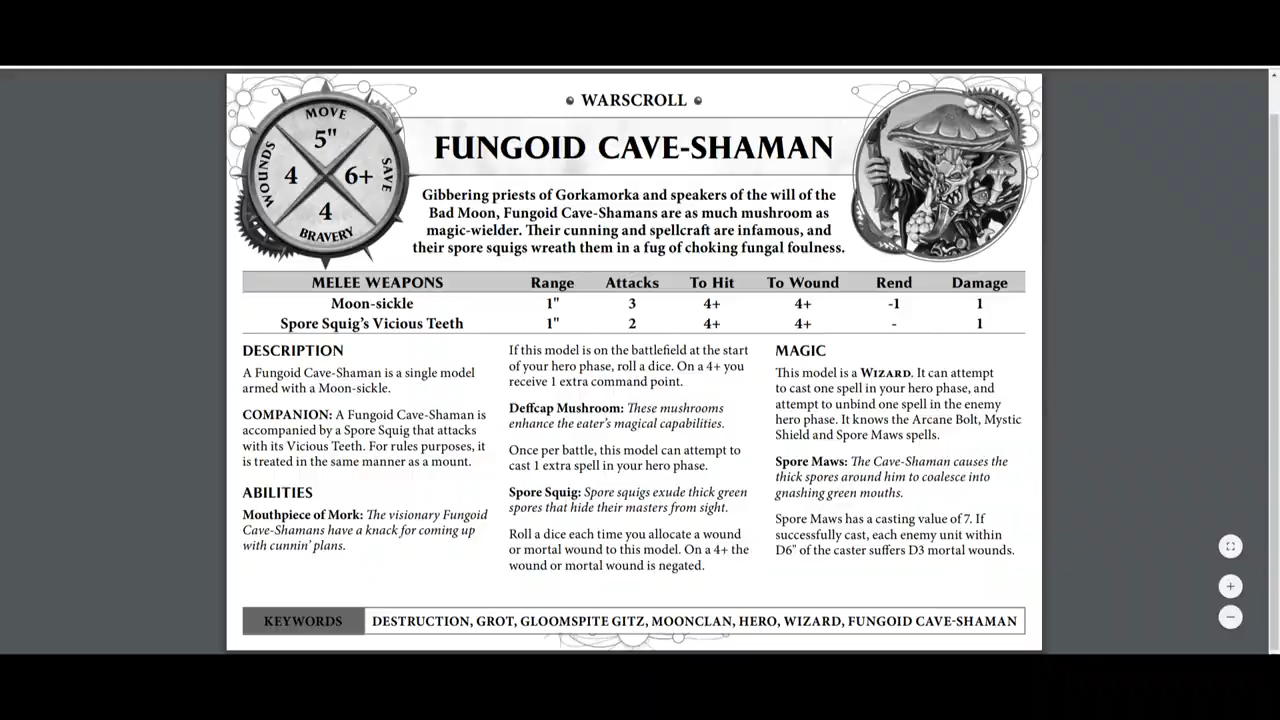 WARSCROLL
FUNGOID CAVE-SHAMAN
MOVE
5"
WOUNDS
4
6+
SAVE
4
BRAVERY
Gibbering priests of Gorkamorka and speakers of the will of the
Bad Moon, Fungoid Cave-Shamans are as much mushroom as
magic-wielder. Their cunning and spellcraft are infamous, and
their spore squigs wreath them in a fug of choking fungal foulness.
MELEE WEAPONS Range Attacks To Hit To Wound Rend Damage
Moon-sickle 1" 3 4+ 4+ -1 1
Spore Squig's Vicious Teeth 1" 2 4+ 4+ - 1
DESCRIPTION
A Fungoid Cave-Shaman is a single model
armed with a Moon-sickle.
COMPANION: A Fungoid Cave-Shaman is
accompanied by a Spore Squig that attacks
with its Vicious Teeth. For rules purposes, it
is treated in the same manner as a mount.
ABILITIES
Mouthpiece of Mork: The visionary Fungoid
Cave-Shamans have a knack for coming up
with cunnin' plans.
If this model is on the battlefield at the start
of your hero phase, roll a dice. On a 4+ you
receive 1 extra command point.
Deffcap Mushroom: These mushrooms
enhance the eater's magical capabilities.
Once per battle, this model can attempt to
cast 1 extra spell in your hero phase.
Spore Squig: Spore squigs exude thick green
spores that hide their masters from sight.
Roll a dice each time you allocate a wound
or mortal wound to this model. On a 4+ the
wound or mortal wound is negated.
MAGIC
This model is a WIZARD. It can attempt
to cast one spell in your hero phase, and
attempt to unbind one spell in the enemy
hero phase. It knows the Arcane Bolt, Mystic
Shield and Spore Maws spells.
Spore Maws: The Cave-Shaman causes the
thick spores around him to coalesce into
gnashing green mouths.
Spore Maws has a casting value of 7. If
successfully cast, each enemy unit within
D6" of the caster suffers D3 mortal wounds.
KEYWORDS DESTRUCTION, GROT, GLOOMSPITE GITZ, MOONCLAN, HERO, WIZARD, FUNGOID CAVE-SHAMAN